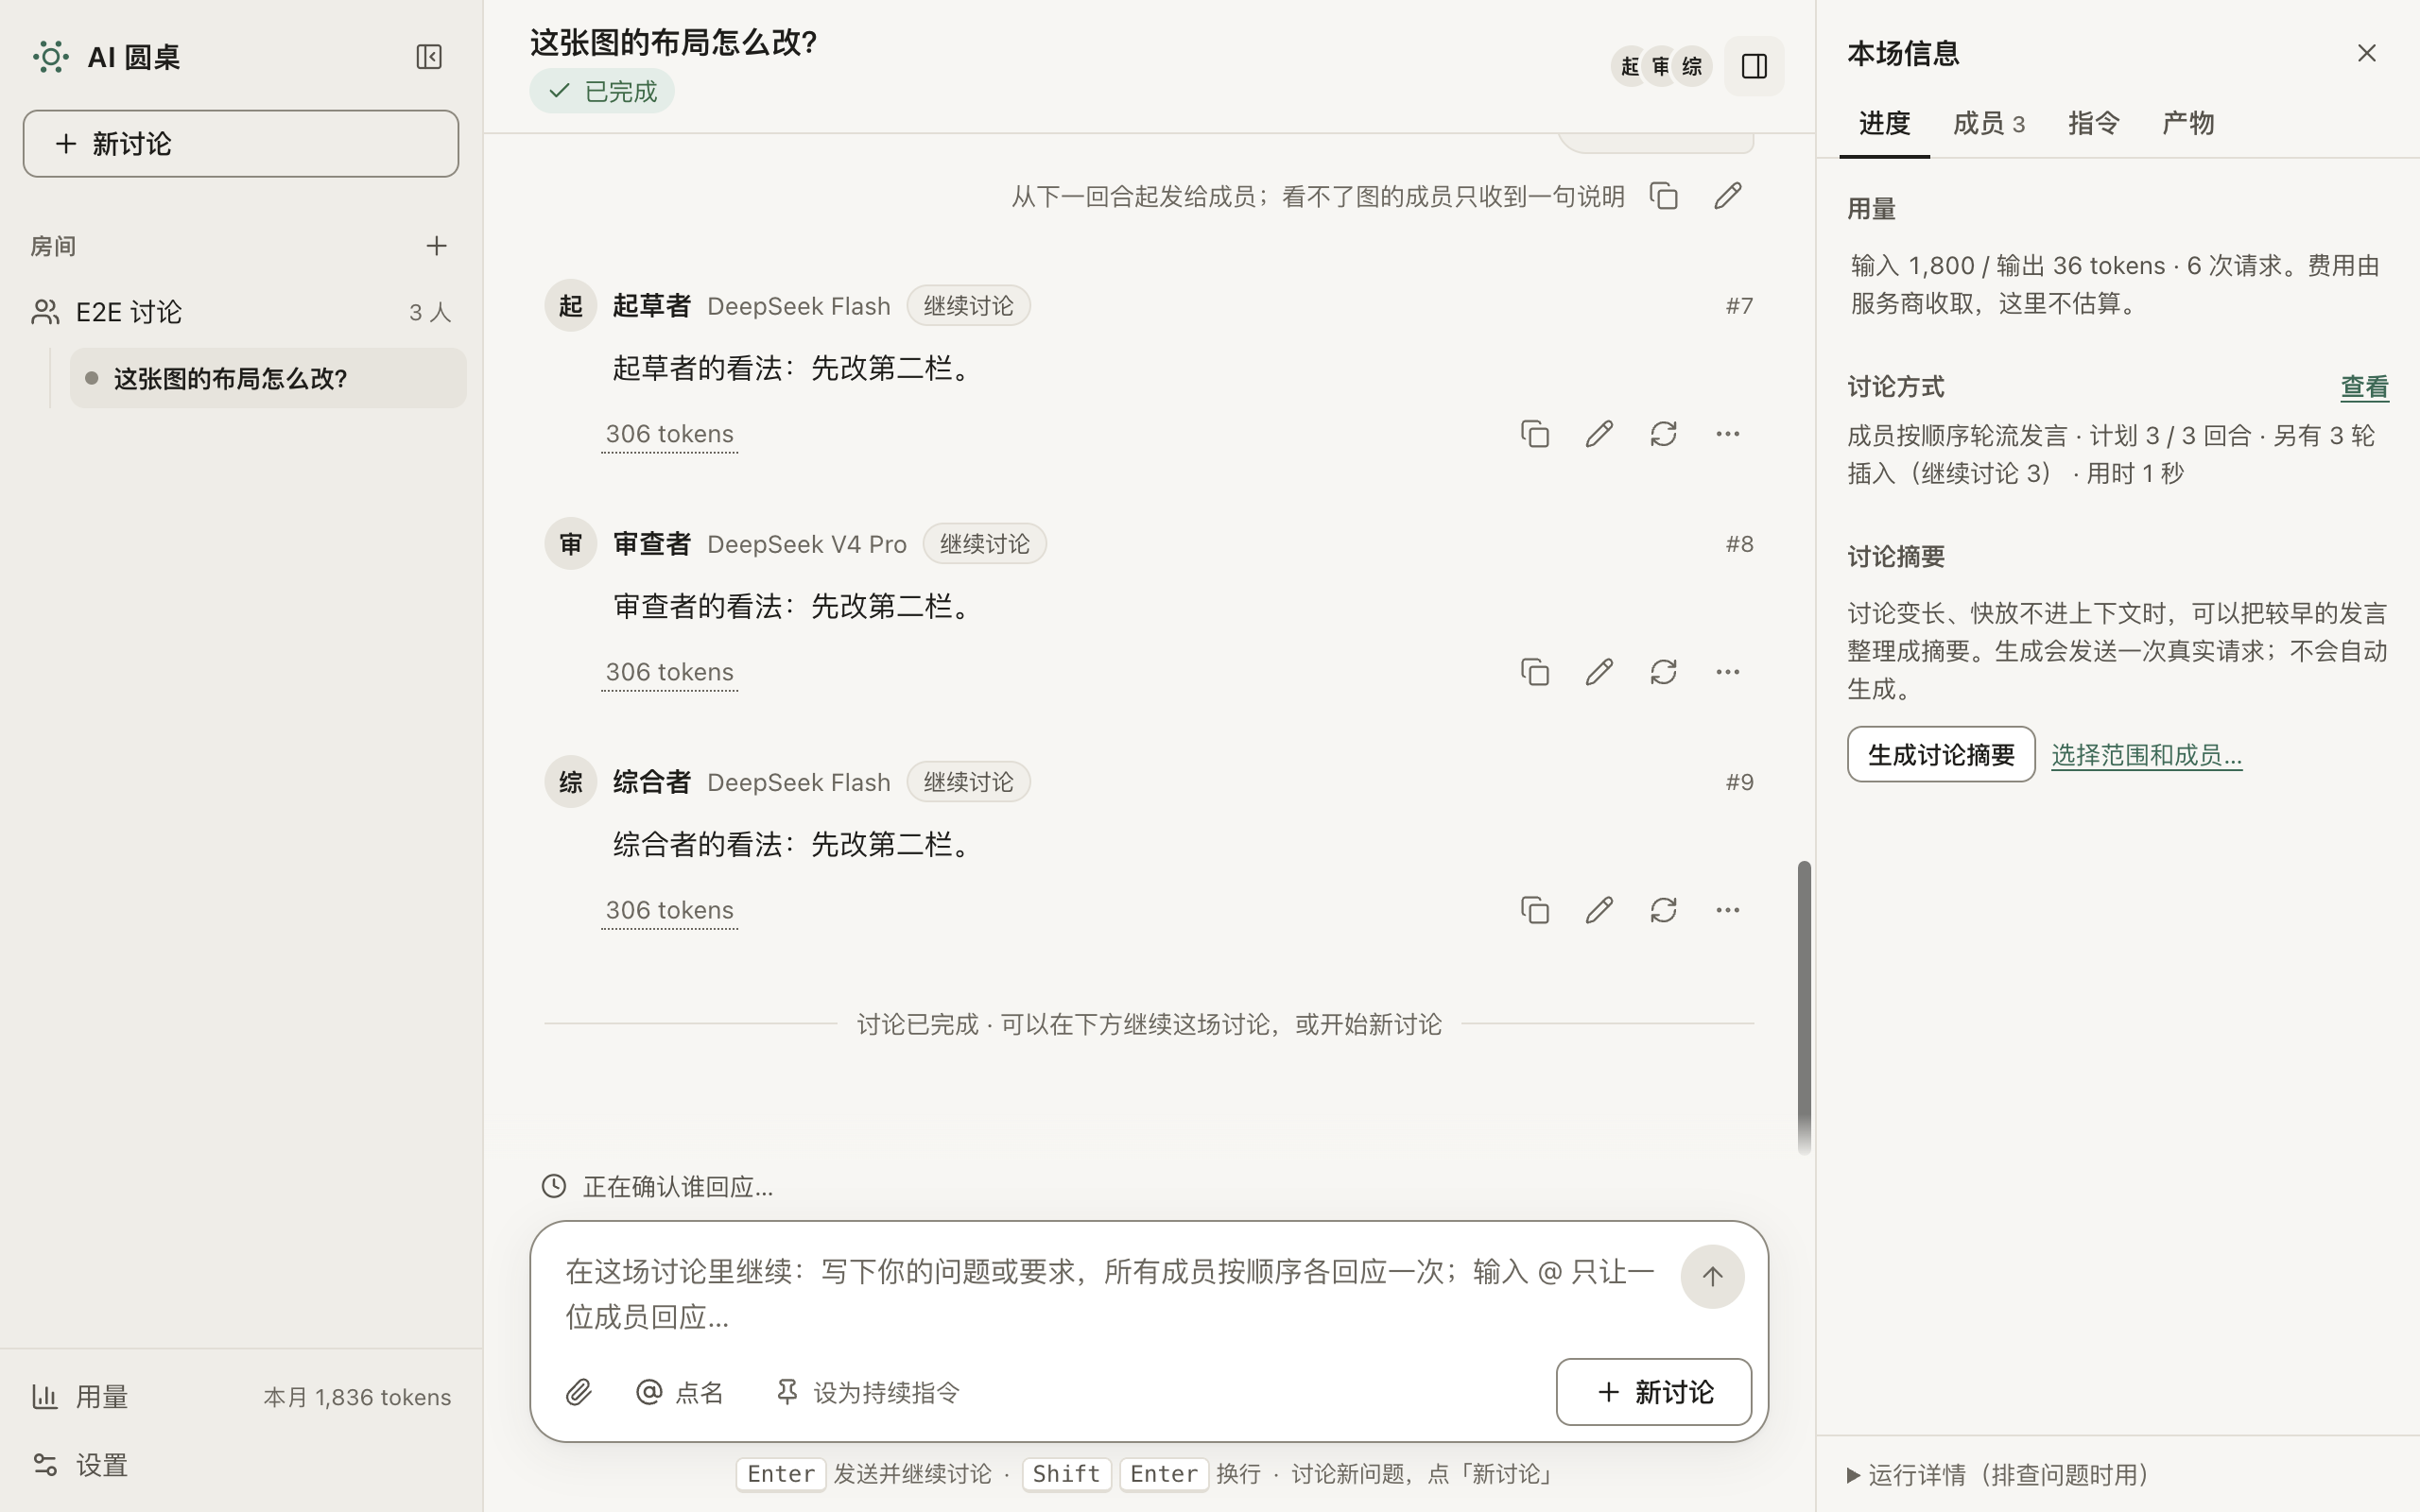 AI 圆桌
新讨论
房间
E2E 讨论
3 人
这张图的布局怎么改?
用量
本月 1,836 tokens
设置
这张图的布局怎么改?
已完成
起
审
综
从下一回合起发给成员；看不了图的成员只收到一句说明
起 起草者 DeepSeek Flash 继续讨论 #7
起草者的看法：先改第二栏。
306 tokens
审 审查者 DeepSeek V4 Pro 继续讨论 #8
审查者的看法：先改第二栏。
306 tokens
综 综合者 DeepSeek Flash 继续讨论 #9
综合者的看法：先改第二栏。
306 tokens
讨论已完成 · 可以在下方继续这场讨论，或开始新讨论
正在确认谁回应...
在这场讨论里继续：写下你的问题或要求，所有成员按顺序各回应一次；输入 @ 只让一
位成员回应...
点名
设为持续指令
新讨论
Enter 发送并继续讨论 · Shift Enter 换行 · 讨论新问题，点「新讨论」
本场信息
进度 成员 3 指令 产物
用量
输入 1,800 / 输出 36 tokens · 6 次请求。费用由
服务商收取，这里不估算。
讨论方式 查看
成员按顺序轮流发言 · 计划 3 / 3 回合 · 另有 3 轮
插入（继续讨论 3） · 用时 1 秒
讨论摘要
讨论变长、快放不进上下文时，可以把较早的发言
整理成摘要。生成会发送一次真实请求；不会自动
生成。
生成讨论摘要 选择范围和成员...
运行详情（排查问题时用）